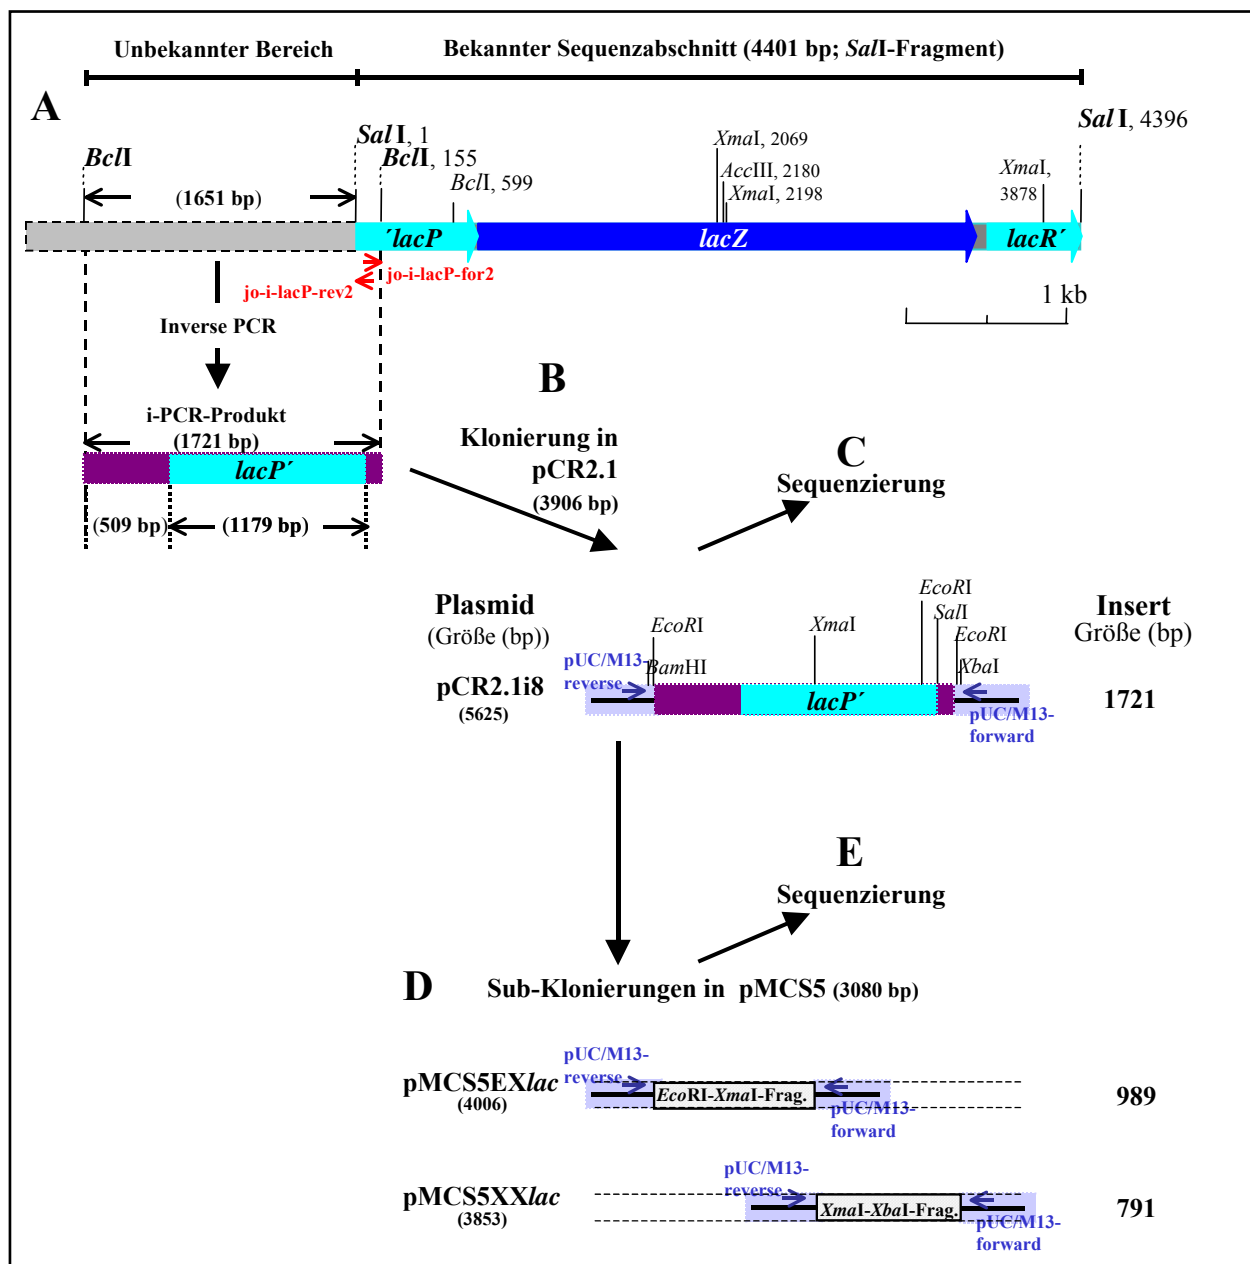 Unbekannter Bereich
Bekannter Sequenzabschnitt (4401 bp; SalI-Fragment)
A
SalI, 1
SalI, 4396
BclI
BclI, 155
BclI, 599
XmaI, 2069
AccIII, 2180
XmaI, 2198
XmaI,
3878
(1651 bp)
´lacP
lacZ
lacR´
jo-i-lacP-for2
jo-i-lacP-rev2
1 kb
Inverse PCR
i-PCR-Produkt
(1721 bp)
lacP´
(509 bp)
(1179 bp)
B
Klonierung in
pCR2.1
(3906 bp)
C
Sequenzierung
Plasmid
(Größe (bp))
Insert
Größe (bp)
pCR2.1i8
(5625)
pUC/M13-
reverse
EcoRI
BamHI
XmaI
EcoRI
SalI
EcoRI
XbaI
lacP´
pUC/M13-
forward
1721
E
Sequenzierung
D
Sub-Klonierungen in pMCS5 (3080 bp)
pMCS5EXlac
(4006)
pUC/M13-
reverse
EcoRI-XmaI-Frag.
pUC/M13-
forward
989
pMCS5XXlac
(3853)
pUC/M13-
reverse
XmaI-XbaI-Frag.
pUC/M13-
forward
791